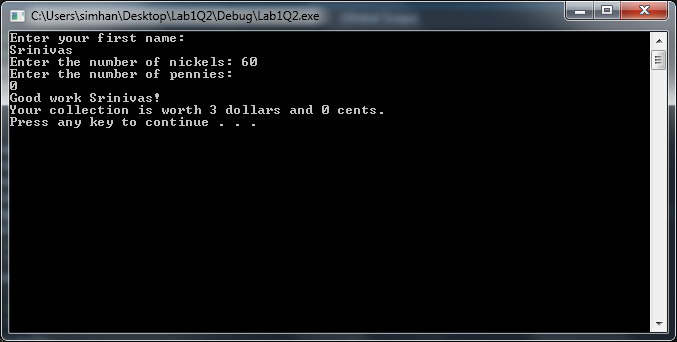 C:\Users\simhan\Desktop\Lab1Q2\Debug\Lab1Q2.exe
Enter your first name:
Srinivas
Enter the number of nickels: 60
Enter the number of pennies:
0
Good work Srinivas!
Your collection is worth 3 dollars and 0 cents.
Press any key to continue . . .